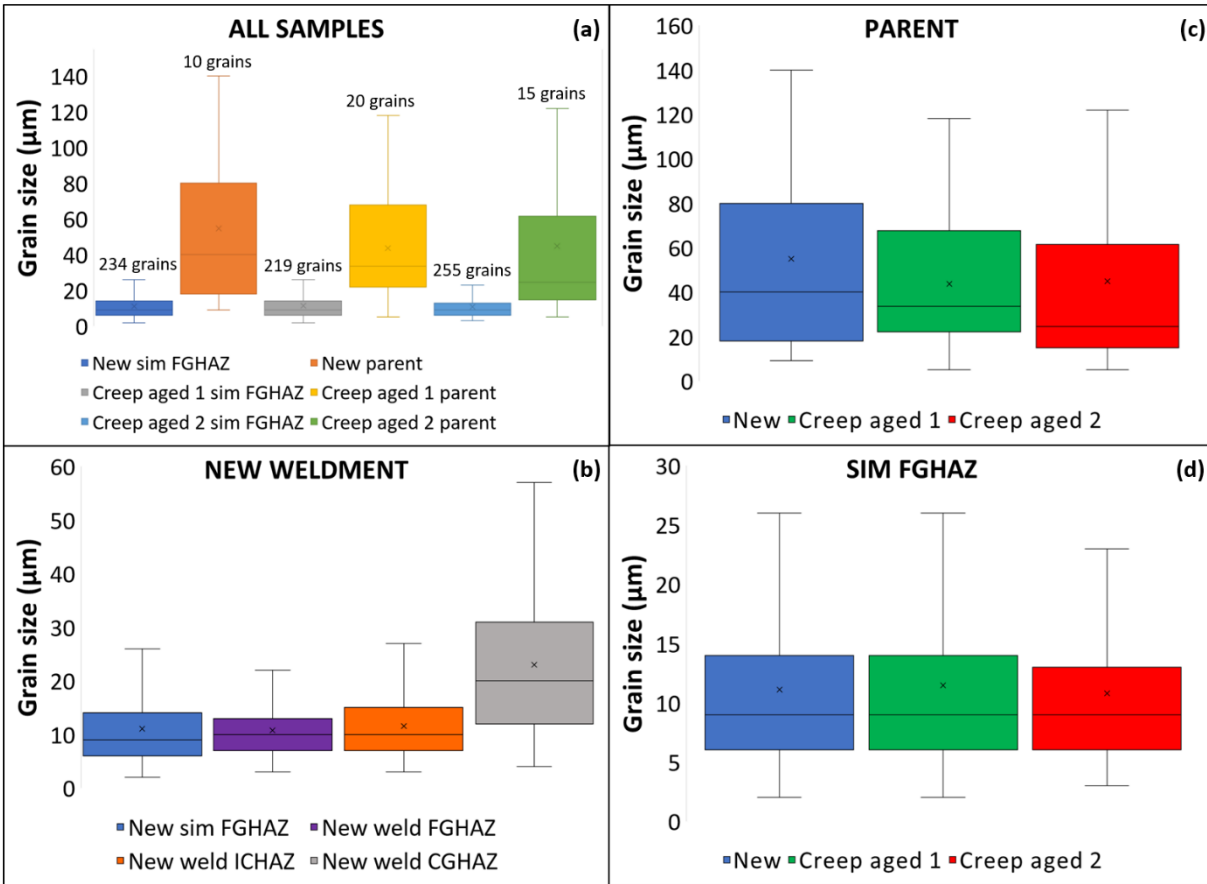 ALL SAMPLES
(a)
Grain size (µm)
140
120
100
80
60
40
20
0
10 grains
20 grains
15 grains
234 grains
219 grains
255 grains
New sim FGHAZ
New parent
Creep aged 1 sim FGHAZ
Creep aged 1 parent
Creep aged 2 sim FGHAZ
Creep aged 2 parent
PARENT
(c)
Grain size (µm)
160
140
120
100
80
60
40
20
0
New Creep aged 1 Creep aged 2
NEW WELDMENT
(b)
Grain size (µm)
60
50
40
30
20
10
0
New sim FGHAZ
New weld FGHAZ
New weld ICHAZ
New weld CGHAZ
SIM FGHAZ
(d)
Grain size (µm)
30
25
20
15
10
5
0
New Creep aged 1 Creep aged 2